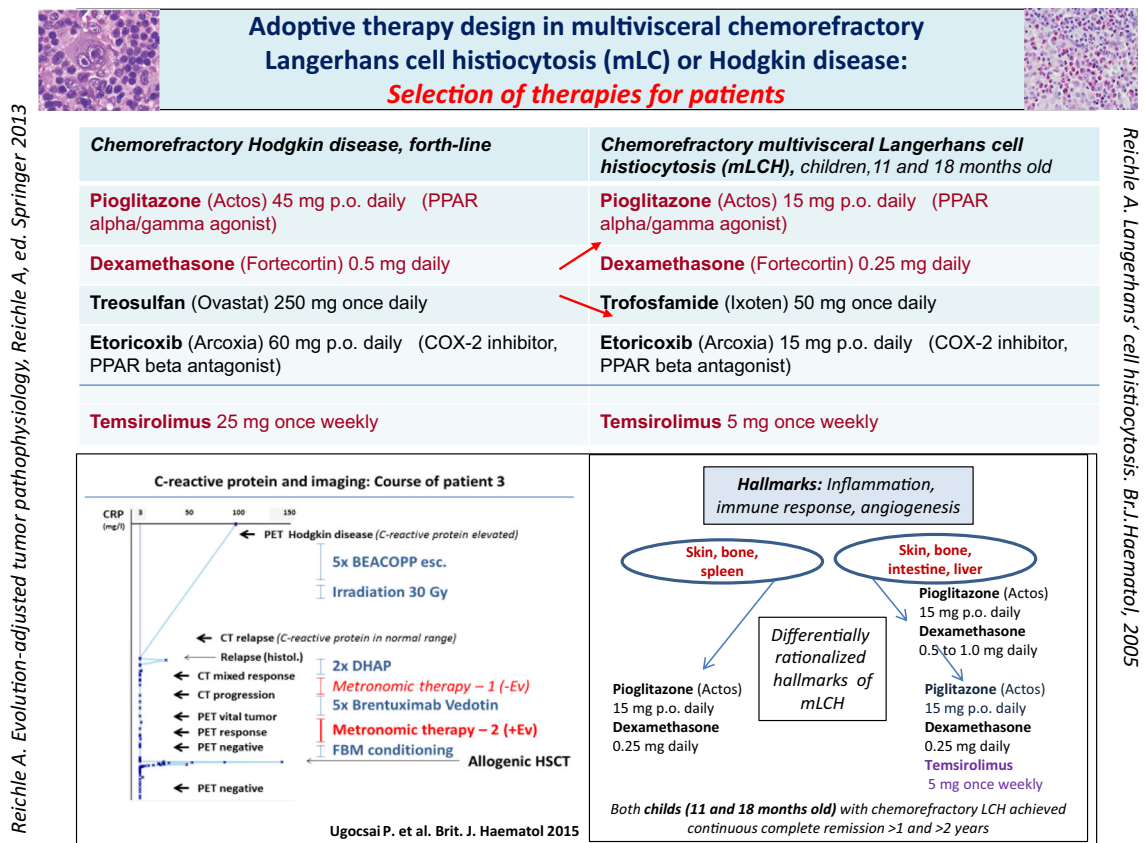 Adoptive therapy design in multivisceral chemorefractory
Langerhans cell histiocytosis (mLC) or Hodgkin disease:
Selection of therapies for patients
Reichle A. Evolution-adjusted tumor pathophysiology, Reichle A, ed. Springer 2013
Chemorefractory Hodgkin disease, forth-line
Pioglitazone (Actos) 45 mg p.o. daily (PPAR
alpha/gamma agonist)
Dexamethasone (Fortecortin) 0.5 mg daily
Treosulfan (Ovastat) 250 mg once daily
Etoricoxib (Arcoxia) 60 mg p.o. daily (COX-2 inhibitor,
PPAR beta antagonist)
Temsirolimus 25 mg once weekly
Chemorefractory multivisceral Langerhans cell
histiocytosis (mLCH), children,11 and 18 months old
Pioglitazone (Actos) 15 mg p.o. daily (PPAR
alpha/gamma agonist)
Dexamethasone (Fortecortin) 0.25 mg daily
Trofosfamide (Ixoten) 50 mg once daily
Etoricoxib (Arcoxia) 15 mg p.o. daily (COX-2 inhibitor,
PPAR beta antagonist)
Temsirolimus 5 mg once weekly
Reichle A. Langerhans' cell histiocytosis. Br.J.Haematol, 2005
C-reactive protein and imaging: Course of patient 3
CRP
(mg/l)
3 50 100 150
PET Hodgkin disease (C-reactive protein elevated)
5x BEACOPP esc.
Irradiation 30 Gy
CT relapse (C-reactive protein in normal range)
Relapse (histol.)
2x DHAP
CT mixed response
Metronomic therapy – 1 (-Ev)
CT progression
5x Brentuximab Vedotin
PET vital tumor
Metronomic therapy – 2 (+Ev)
PET response
PET negative
FBM conditioning
Allogenic HSCT
PET negative
Ugocsai P. et al. Brit. J. Haematol 2015
Hallmarks: Inflammation,
immune response, angiogenesis
Skin, bone,
spleen
Skin, bone,
intestine, liver
Pioglitazone (Actos)
15 mg p.o. daily
Dexamethasone
0.5 to 1.0 mg daily
Differentially
rationalized
hallmarks of
mLCH
Pioglitazone (Actos)
15 mg p.o. daily
Dexamethasone
0.25 mg daily
Piglitazone (Actos)
15 mg p.o. daily
Dexamethasone
0.25 mg daily
Temsirolimus
5 mg once weekly
Both childs (11 and 18 months old) with chemorefractory LCH achieved
continuous complete remission >1 and >2 years